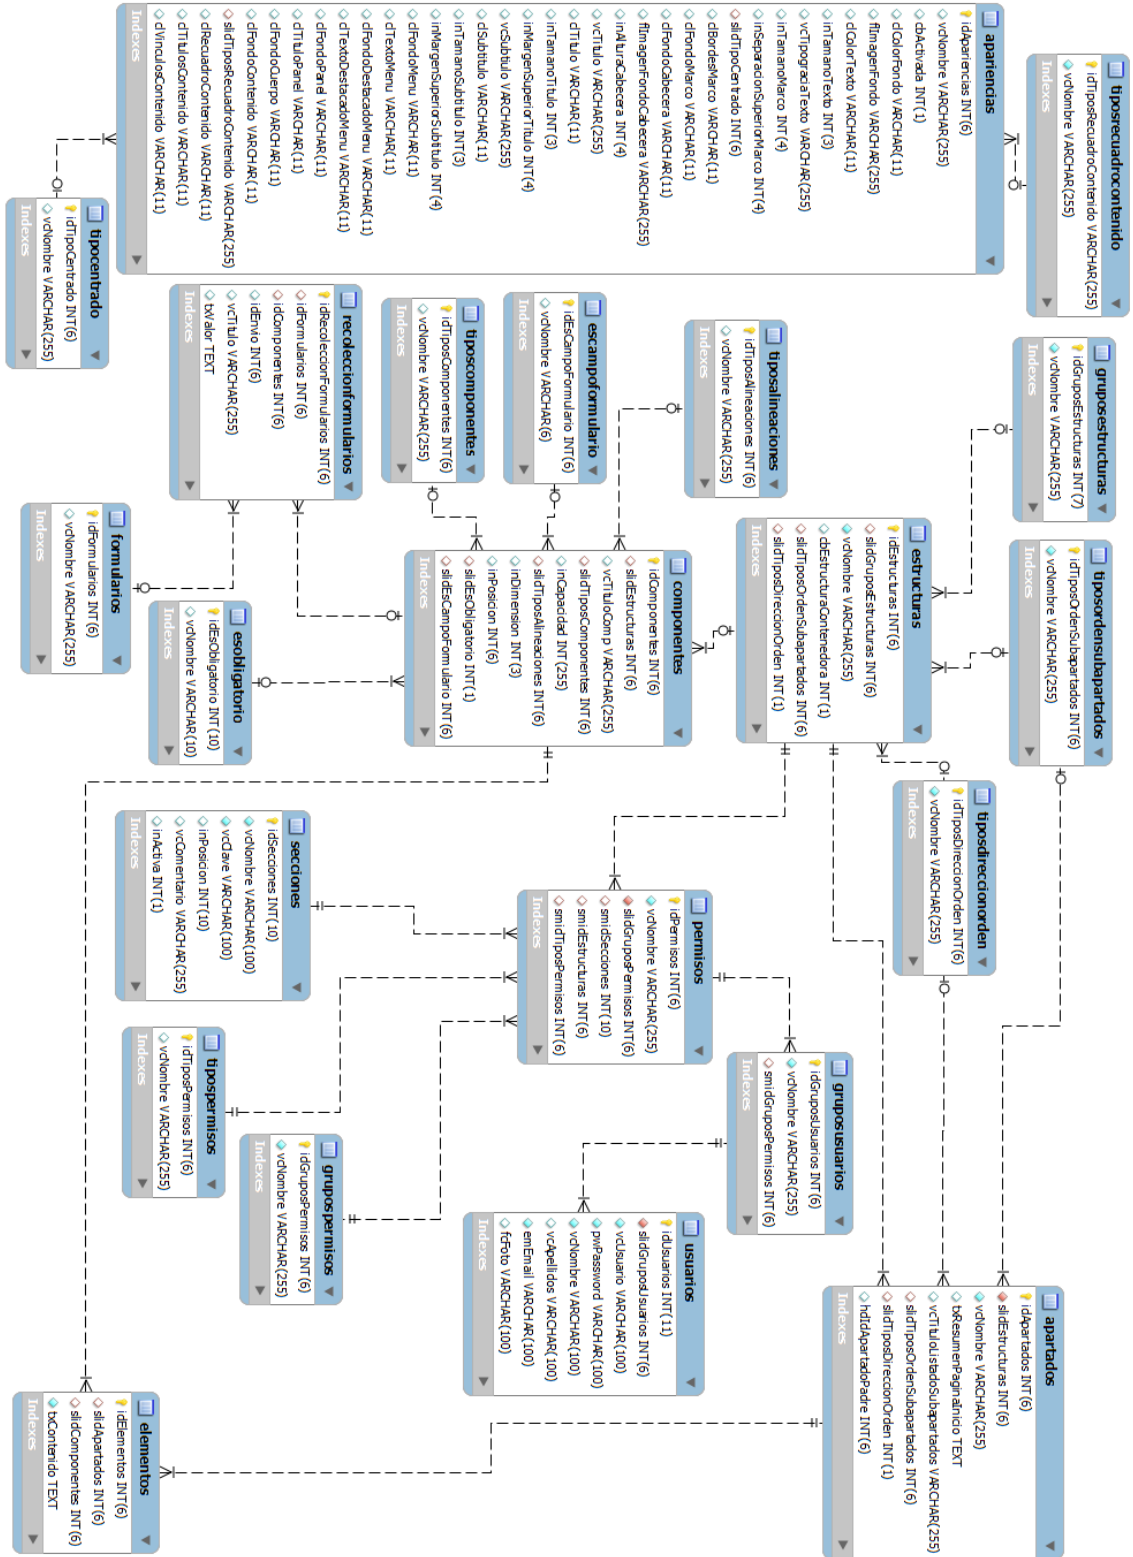 tiposrecuadrocontenido
idTiposRecuadroContenido VARCHAR(255)
vcNombre VARCHAR(255)
Indexes
apariencias
idApariencias INT(6)
vcNombre VARCHAR(255)
cbActivada INT(1)
clColorFondo VARCHAR(11)
flImagenFondo VARCHAR(255)
clColorTexto VARCHAR(11)
inTamanoTexto INT(3)
vcTipografiaTexto VARCHAR(255)
inTamanoMarco INT(4)
inSeparacionSuperiorMarco INT(4)
slidTipoCentrado INT(6)
clBordesMarco VARCHAR(11)
clFondoMarco VARCHAR(11)
clFondoCabecera VARCHAR(11)
flImagenFondoCabecera VARCHAR(255)
inAlturaCabecera INT(4)
vcTitulo VARCHAR(255)
clTitulo VARCHAR(11)
inTamanoTitulo INT(3)
inMargenSuperiorTitulo INT(4)
vcSubtitulo VARCHAR(255)
clSubtitulo VARCHAR(11)
inTamanoSubtitulo INT(3)
inMargenSuperiorSubtitulo INT(4)
clFondoMenu VARCHAR(11)
clTextoMenu VARCHAR(11)
clFondoDestacadoMenu VARCHAR(11)
clTextoDestacadoMenu VARCHAR(11)
clFondoPanel VARCHAR(11)
clTituloPanel VARCHAR(11)
clFondoCuerpo VARCHAR(11)
clFondoContenido VARCHAR(11)
slidTiposRecuadroContenido VARCHAR(255)
clRecuadroContenido VARCHAR(11)
clTitulosContenido VARCHAR(11)
clVinculosContenido VARCHAR(11)
Indexes
tipocentrado
idTipoCentrado INT(6)
vcNombre VARCHAR(255)
Indexes
gruposestructuras
idGruposEstructuras INT(7)
vcNombre VARCHAR(255)
Indexes
tiposalineaciones
idTiposAlineaciones INT(6)
vcNombre VARCHAR(255)
Indexes
escampoformulario
idEsCampoFormulario INT(6)
vcNombre VARCHAR(6)
Indexes
tiposcomponentes
idTiposComponentes INT(6)
vcNombre VARCHAR(255)
Indexes
recoleccionformularios
idRecoleccionFormularios INT(6)
idFormularios INT(6)
idComponentes INT(6)
idEnvio INT(6)
vcTitulo VARCHAR(255)
txValor TEXT
Indexes
formularios
idFormularios INT(6)
vcNombre VARCHAR(255)
Indexes
tiposordensubapartados
idTiposOrdenSubapartados INT(6)
vcNombre VARCHAR(255)
Indexes
estructuras
idEstructuras INT(6)
slidGruposEstructuras INT(6)
vcNombre VARCHAR(255)
cbEstructuraContenedora INT(1)
slidTiposOrdenSubapartados INT(6)
slidTiposDireccionOrden INT(1)
Indexes
componentes
idComponentes INT(6)
slidEstructuras INT(6)
vcTituloComp VARCHAR(255)
slidTiposComponentes INT(6)
inCapacidad INT(255)
slidTiposAlineaciones INT(6)
inDimension INT(3)
inPosicion INT(6)
slidEsObligatorio INT(1)
slidEsCampoFormulario INT(6)
Indexes
esobligatorio
idEsObligatorio INT(10)
vcNombre VARCHAR(10)
Indexes
tiposdireccionorden
idTiposDireccionOrden INT(6)
vcNombre VARCHAR(255)
Indexes
secciones
idSecciones INT(10)
vcNombre VARCHAR(100)
vcClave VARCHAR(100)
inPosicion INT(10)
vcComentario VARCHAR(255)
inActiva INT(1)
Indexes
permisos
idPermisos INT(6)
vcNombre VARCHAR(255)
slidGruposPermisos INT(6)
smidSecciones INT(10)
smidEstructuras INT(6)
smidTiposPermisos INT(6)
Indexes
tipospermisos
idTiposPermisos INT(6)
vcNombre VARCHAR(255)
Indexes
grupospermisos
idGruposPermisos INT(6)
vcNombre VARCHAR(255)
Indexes
gruposusuarios
idGruposUsuarios INT(6)
vcNombre VARCHAR(255)
smidGruposPermisos INT(6)
Indexes
usuarios
idUsuarios INT(11)
slidGruposUsuarios INT(6)
vcUsuario VARCHAR(100)
pwPassword VARCHAR(100)
vcNombre VARCHAR(100)
vcApellidos VARCHAR(100)
emEmail VARCHAR(100)
fcFoto VARCHAR(100)
Indexes
apartados
idApartados INT(6)
slidEstructuras INT(6)
vcNombre VARCHAR(255)
txResumenPaginaInicio TEXT
vcTituloListadoSubapartados VARCHAR(255)
slidTiposOrdenSubapartados INT(6)
slidTiposDireccionOrden INT(1)
hdIdApartadoPadre INT(6)
Indexes
elementos
idElementos INT(6)
slidApartados INT(6)
slidComponentes INT(6)
txContenido TEXT
Indexes